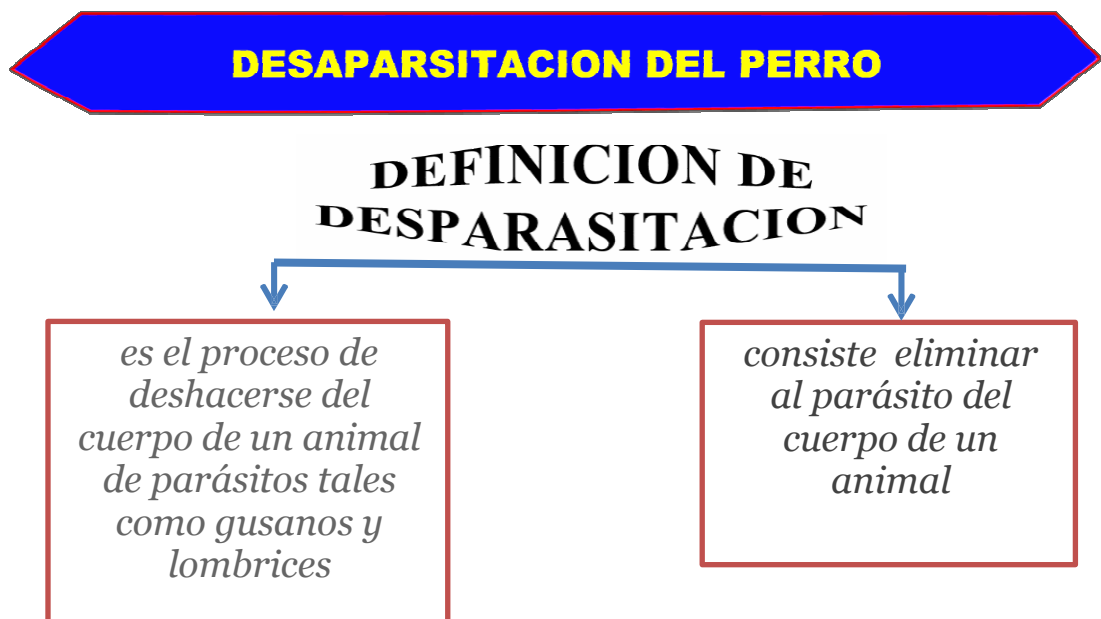 DESAPARSITACION DEL PERRO
DEFINICION DE
DESPARASITACION
es el proceso de
deshacerse del
cuerpo de un animal
de parásitos tales
como gusanos y
lombrices
consiste eliminar
al parásito del
cuerpo de un
animal